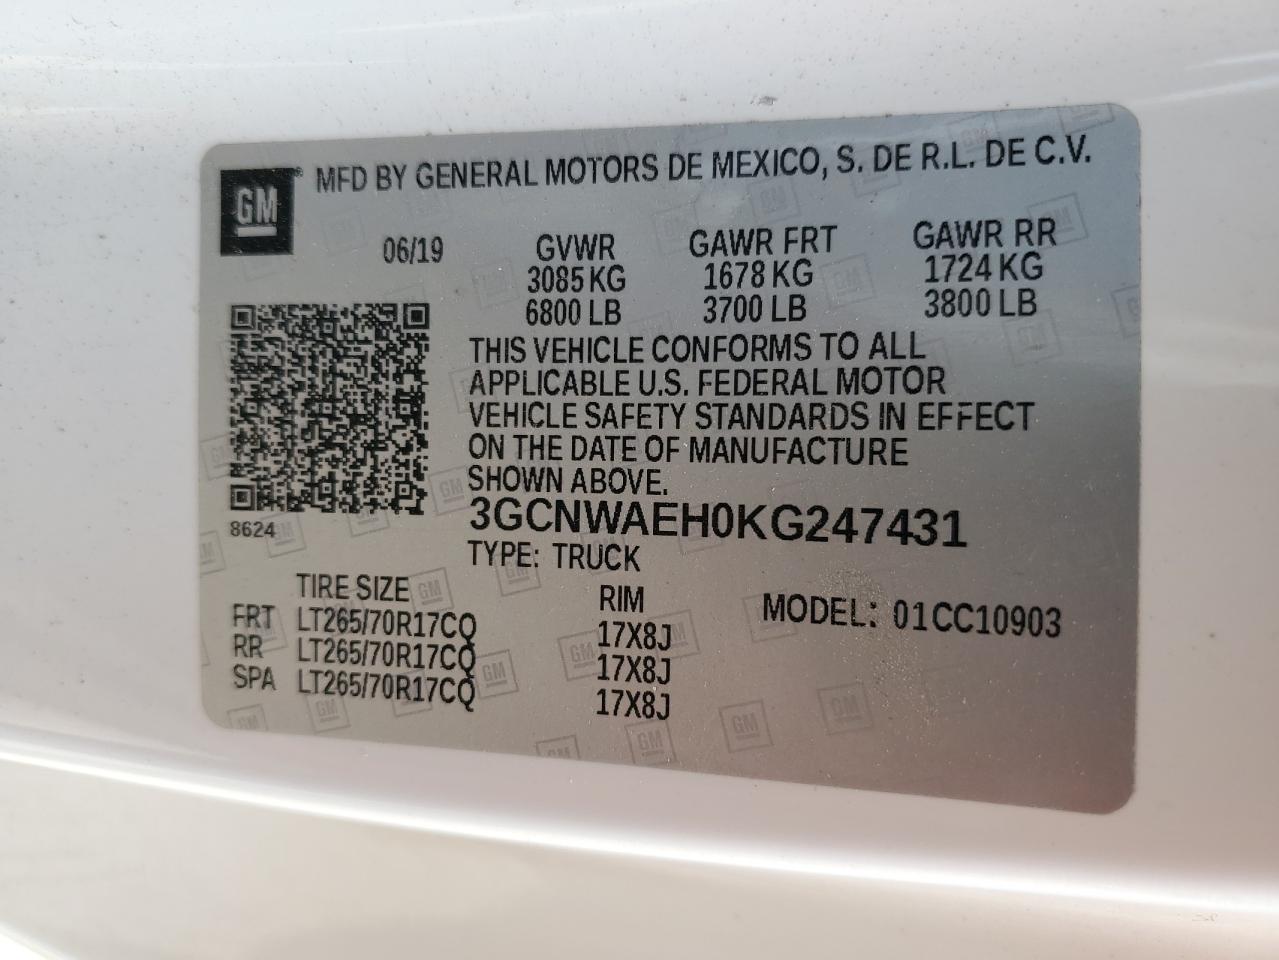 GM® MFD BY GENERAL MOTORS DE MEXICO, S. DE R.L. DE C.V.
06/19 GVWR GAWR FRT GAWR RR
3085 KG 1678 KG 1724 KG
6800 LB 3700 LB 3800 LB
THIS VEHICLE CONFORMS TO ALL
APPLICABLE U.S. FEDERAL MOTOR
VEHICLE SAFETY STANDARDS IN EFFECT
ON THE DATE OF MANUFACTURE
SHOWN ABOVE.
8624 3GCNWAEH0KG247431
TYPE: TRUCK
TIRE SIZE RIM MODEL: 01CC10903
FRT LT265/70R17CQ 17X8J
RR LT265/70R17CQ 17X8J
SPA LT265/70R17CQ 17X8J